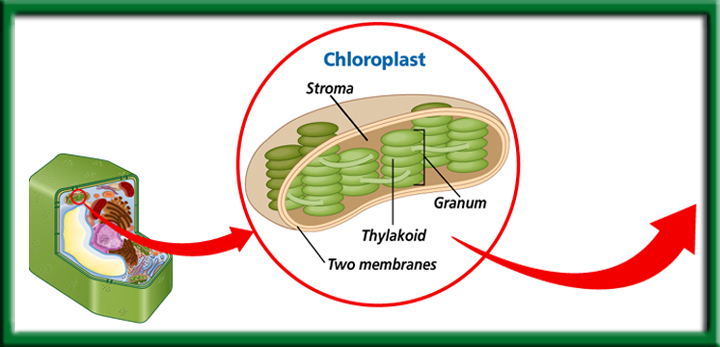 Chloroplast
Stroma
Granum
Thylakoid
Two membranes